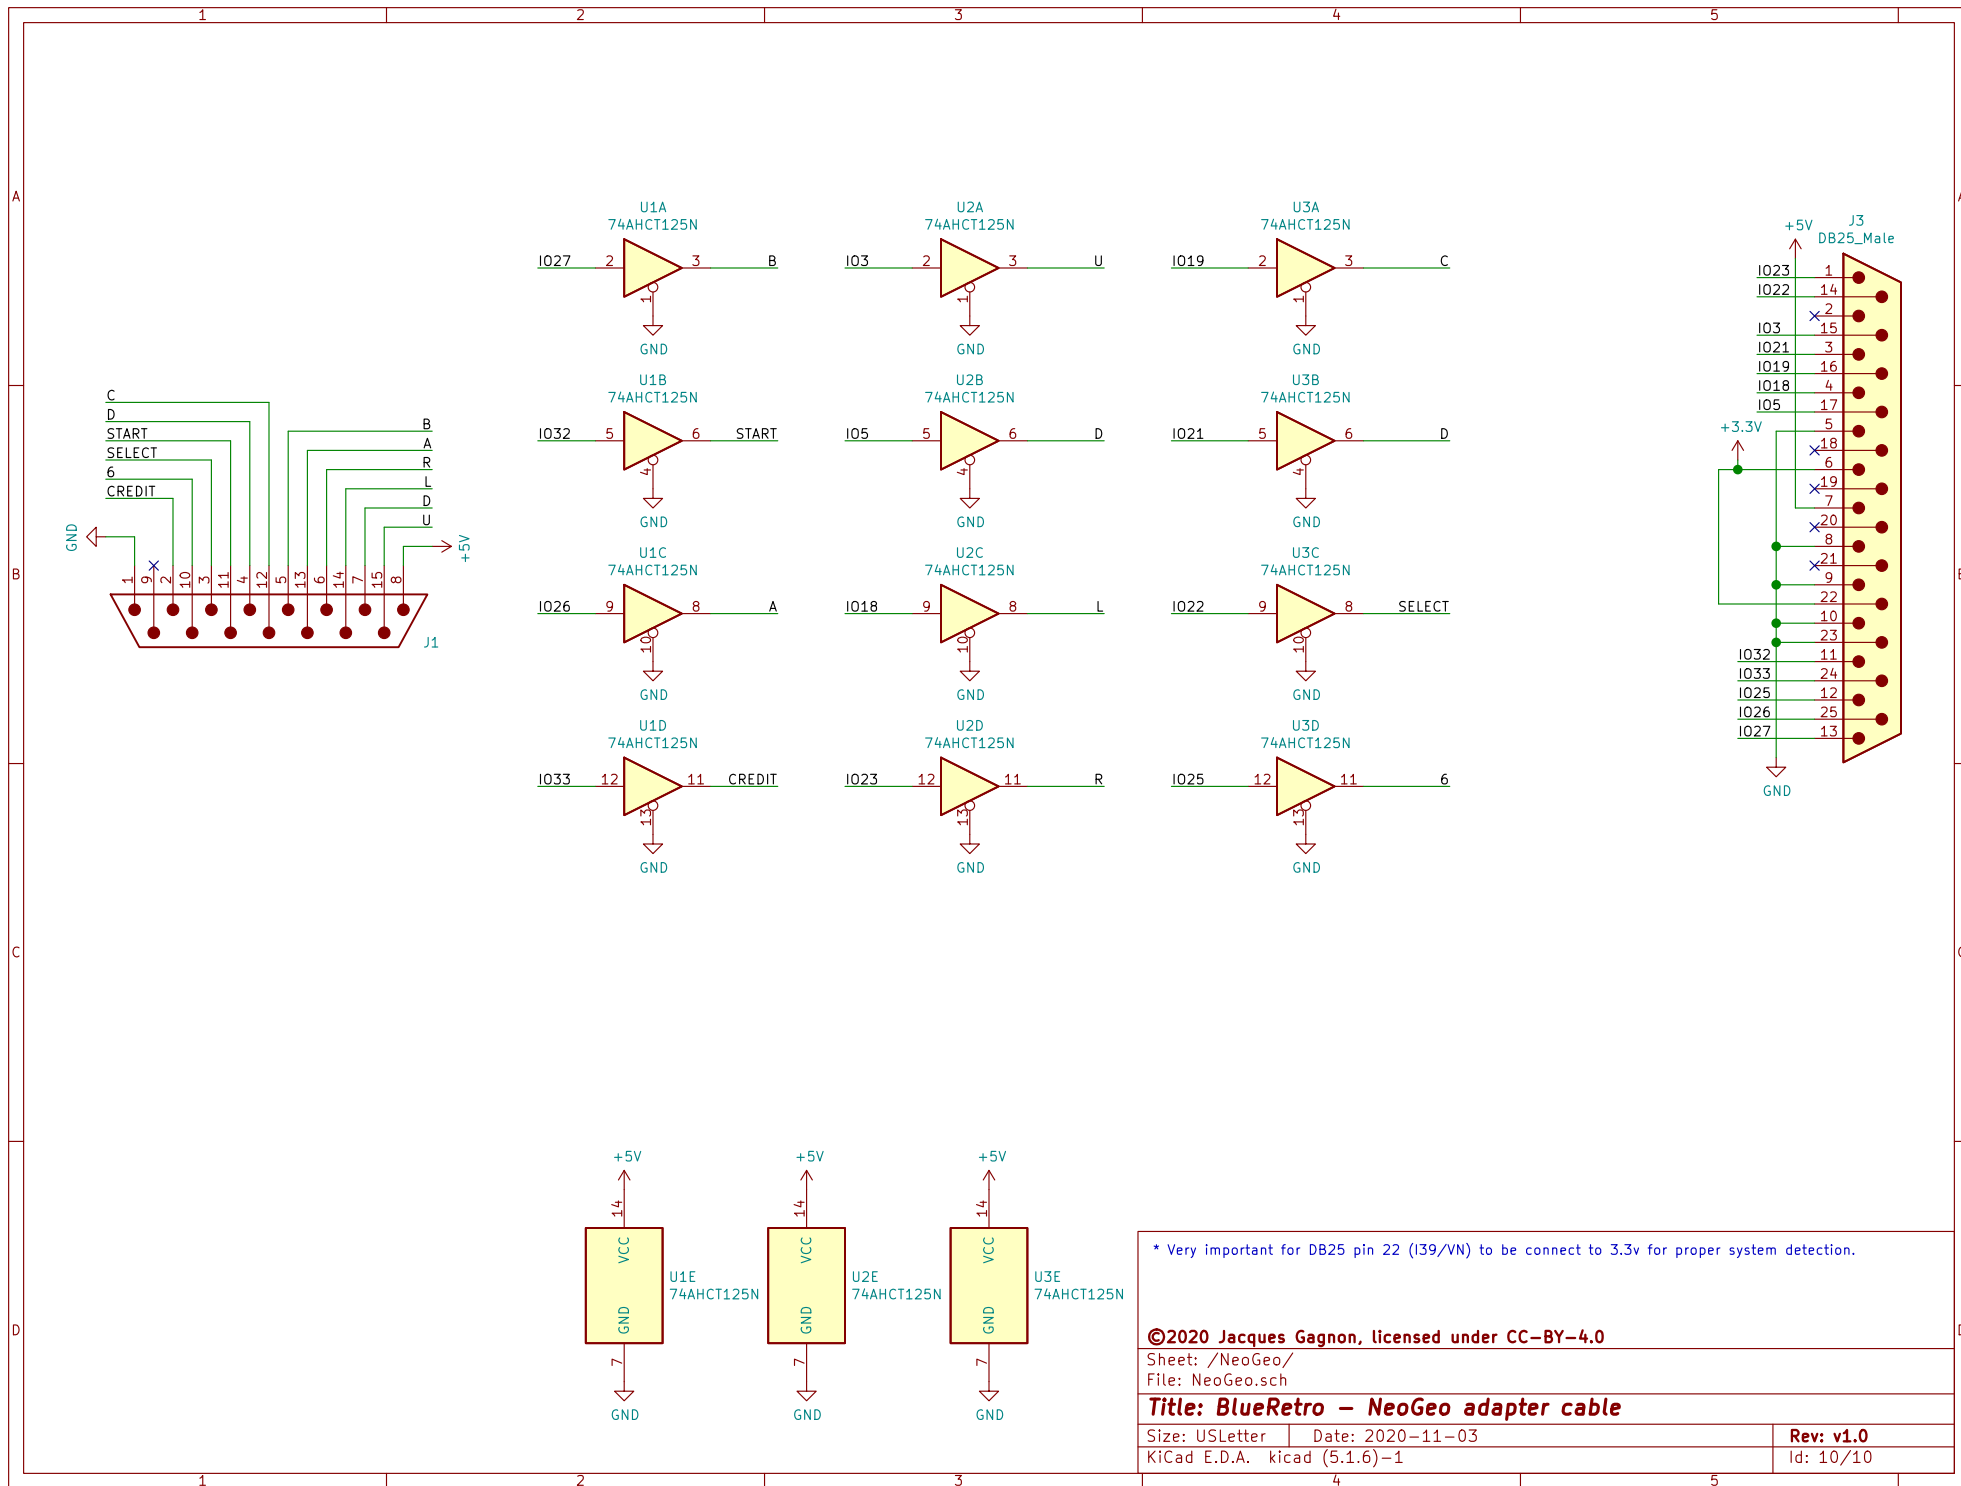 1 2 3 4 5
A
B
C
D
C
D
START
SELECT
6
CREDIT
GND
B
A
R
L
D
U
+5V
1 9 2 10 3 11 4 12 5 13 6 14 7 15 8
J1
U1A
74AHCT125N
IO27 2 3 B
1
GND
U1B
74AHCT125N
IO32 5 6 START
4
GND
U1C
74AHCT125N
IO26 9 8 A
10
GND
U1D
74AHCT125N
IO33 12 11 CREDIT
13
GND
U2A
74AHCT125N
IO3 2 3 U
1
GND
U2B
74AHCT125N
IO5 5 6 D
4
GND
U2C
74AHCT125N
IO18 9 8 L
10
GND
U2D
74AHCT125N
IO23 12 11 R
13
GND
U3A
74AHCT125N
IO19 2 3 C
1
GND
U3B
74AHCT125N
IO21 5 6 D
4
GND
U3C
74AHCT125N
IO22 9 8 SELECT
10
GND
U3D
74AHCT125N
IO25 12 11 6
13
GND
J3
DB25_Male
+5V
IO23 1
IO22 14
2
IO3 15
IO21 3
IO19 16
IO18 4
IO5 17
+3.3V
5
18
6
19
7
20
8
21
9
22
10
23
IO32 11
IO33 24
IO25 12
IO26 25
IO27 13
GND
+5V
14
VCC
GND
7
GND
U1E
74AHCT125N
+5V
14
VCC
GND
7
GND
U2E
74AHCT125N
+5V
14
VCC
GND
7
GND
U3E
74AHCT125N
* Very important for DB25 pin 22 (I39/VN) to be connect to 3.3v for proper system detection.
©2020 Jacques Gagnon, licensed under CC-BY-4.0
Sheet: /NeoGeo/
File: NeoGeo.sch
Title: BlueRetro – NeoGeo adapter cable
Size: USLetter Date: 2020-11-03 Rev: v1.0
KiCad E.D.A. kicad (5.1.6)-1 Id: 10/10
1 2 3 4 5